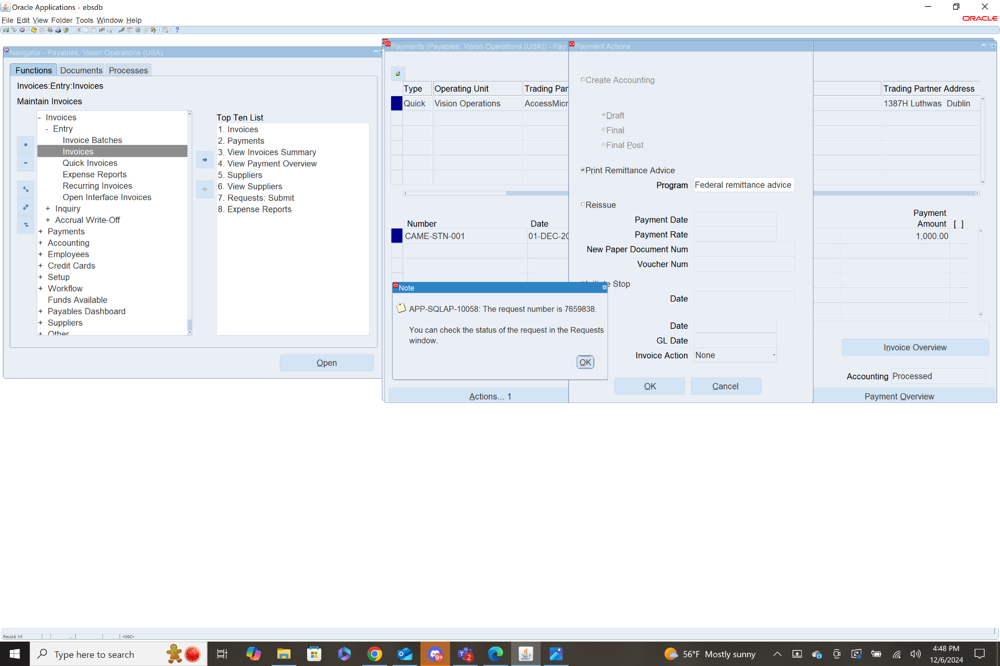 Oracle Applications - ebsdb
File Edit View Folder Tools Window Help
ORACLE
Navigator - Payables, Vision Operations (USA)
Functions Documents Processes
Invoices:Entry:Invoices
Maintain Invoices
- Invoices
- Entry
Invoice Batches
Invoices
Quick Invoices
Expense Reports
Recurring Invoices
Open Interface Invoices
+ Inquiry
+ Accrual Write-Off
+ Payments
+ Accounting
+ Employees
+ Credit Cards
+ Setup
+ Workflow
Funds Available
+ Payables Dashboard
+ Suppliers
+ Other
Top Ten List
1. Invoices
2. Payments
3. View Invoices Summary
4. View Payment Overview
5. Suppliers
6. View Suppliers
7. Requests: Submit
8. Expense Reports
Open
Payments (Payables, Vision Operations (USA)) - Pay
Type Operating Unit Trading Par
Quick Vision Operations AccessMicr
Number Date
CAME-STN-001 01-DEC-20
Actions... 1
Note
APP-SQLAP-10058: The request number is 7659838.
You can check the status of the request in the Requests
window.
OK
Payment Actions
Create Accounting
Draft
Final
Final Post
Print Remittance Advice
Program Federal remittance advice
Reissue
Payment Date
Payment Rate
New Paper Document Num
Voucher Num
Stop
Date
Date
GL Date
Invoice Action None
OK Cancel
Trading Partner Address
1387H Luthwas Dublin
Payment
Amount [ ]
1,000.00
Invoice Overview
Accounting Processed
Payment Overview
Record: 1/1 ... <OSC>
Type here to search
9+
2
56°F Mostly sunny
4:48 PM
12/6/2024